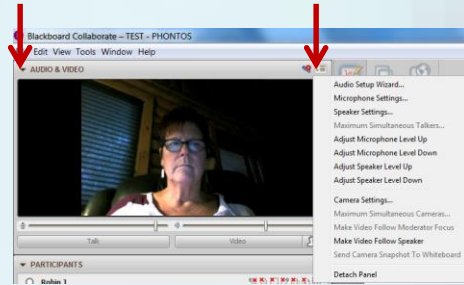 Blackboard Collaborate – TEST - PHONTOS
Edit View Tools Window Help
AUDIO & VIDEO
Audio Setup Wizard...
Microphone Settings...
Speaker Settings...
Maximum Simultaneous Talkers...
Adjust Microphone Level Up
Adjust Microphone Level Down
Adjust Speaker Level Up
Adjust Speaker Level Down
Camera Settings...
Maximum Simultaneous Cameras...
Make Video Follow Moderator Focus
Make Video Follow Speaker
Send Camera Snapshot To Whiteboard
Detach Panel
Talk
Video
PARTICIPANTS
Robin J